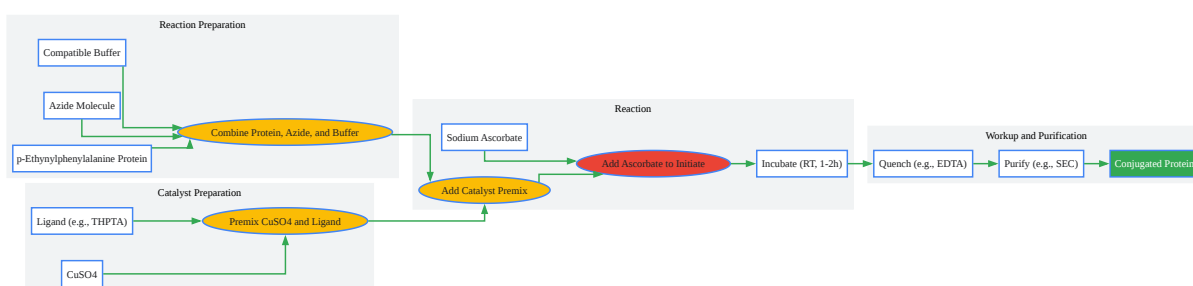 Reaction Preparation
Compatible Buffer
Azide Molecule
p-Ethynylphenylalanine Protein
Combine Protein, Azide, and Buffer
Catalyst Preparation
Ligand (e.g., THPTA)
CuSO4
Premix CuSO4 and Ligand
Reaction
Sodium Ascorbate
Add Catalyst Premix
Add Ascorbate to Initiate
Incubate (RT, 1-2h)
Workup and Purification
Quench (e.g., EDTA)
Purify (e.g., SEC)
Conjugated Protein